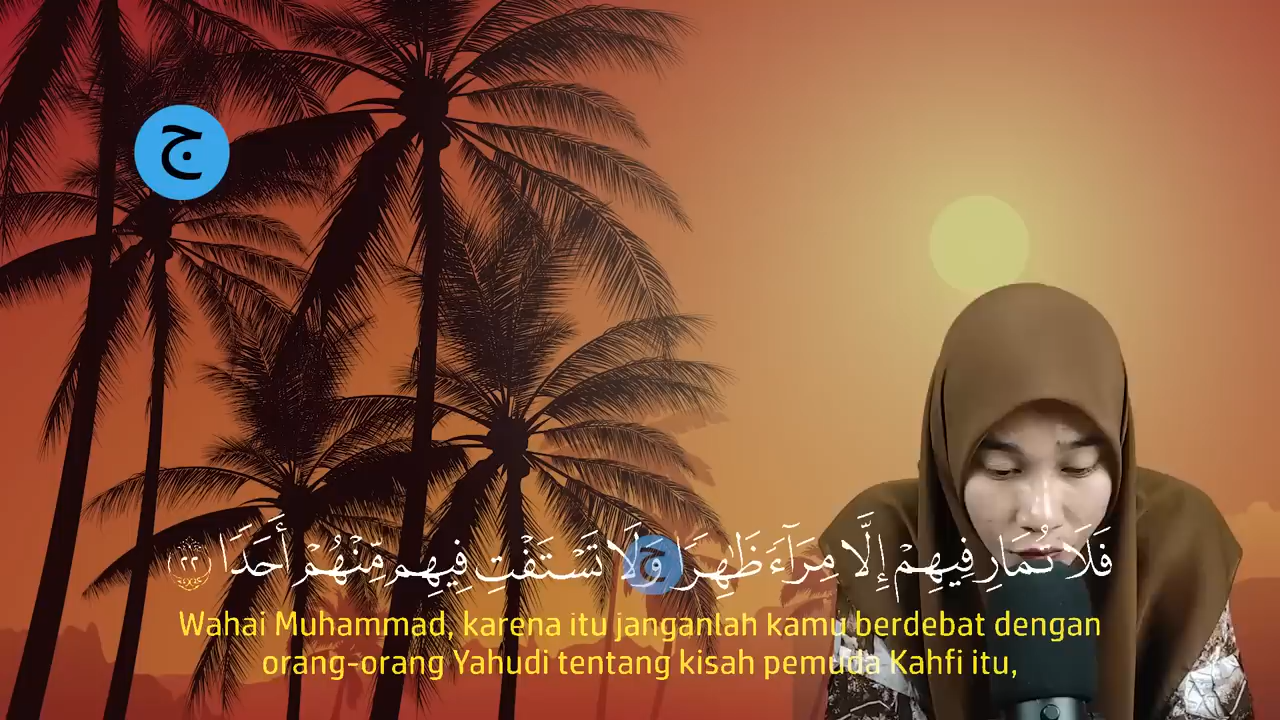 ج
فَلَا تُمَارِ فِيهِمْ إِلَّا مِرَآءً ظَٰهِرًا ۚ وَلَا تَسْتَفْتِ فِيهِم مِّنْهُمْ أَحَدًا ﴿٢٢﴾
Wahai Muhammad, karena itu janganlah kamu berdebat dengan
orang-orang Yahudi tentang kisah pemuda Kahfi itu,